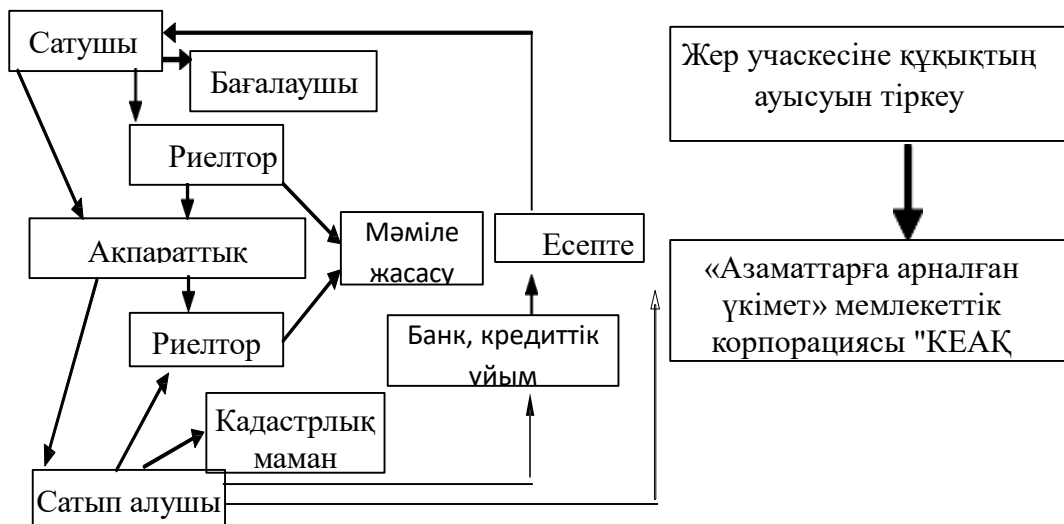 Сатушы
Бағалаушы
Риелтор
Ақпараттық
Риелтор
Мәміле
жасасу
Есепте
Банк, кредиттік
ұйым
Кадастрлық
маман
Сатып алушы
Жер учаскесіне құқықтың
ауысуын тіркеу
«Азаматтарға арналған
үкімет» мемлекеттік
корпорациясы "КЕАҚ